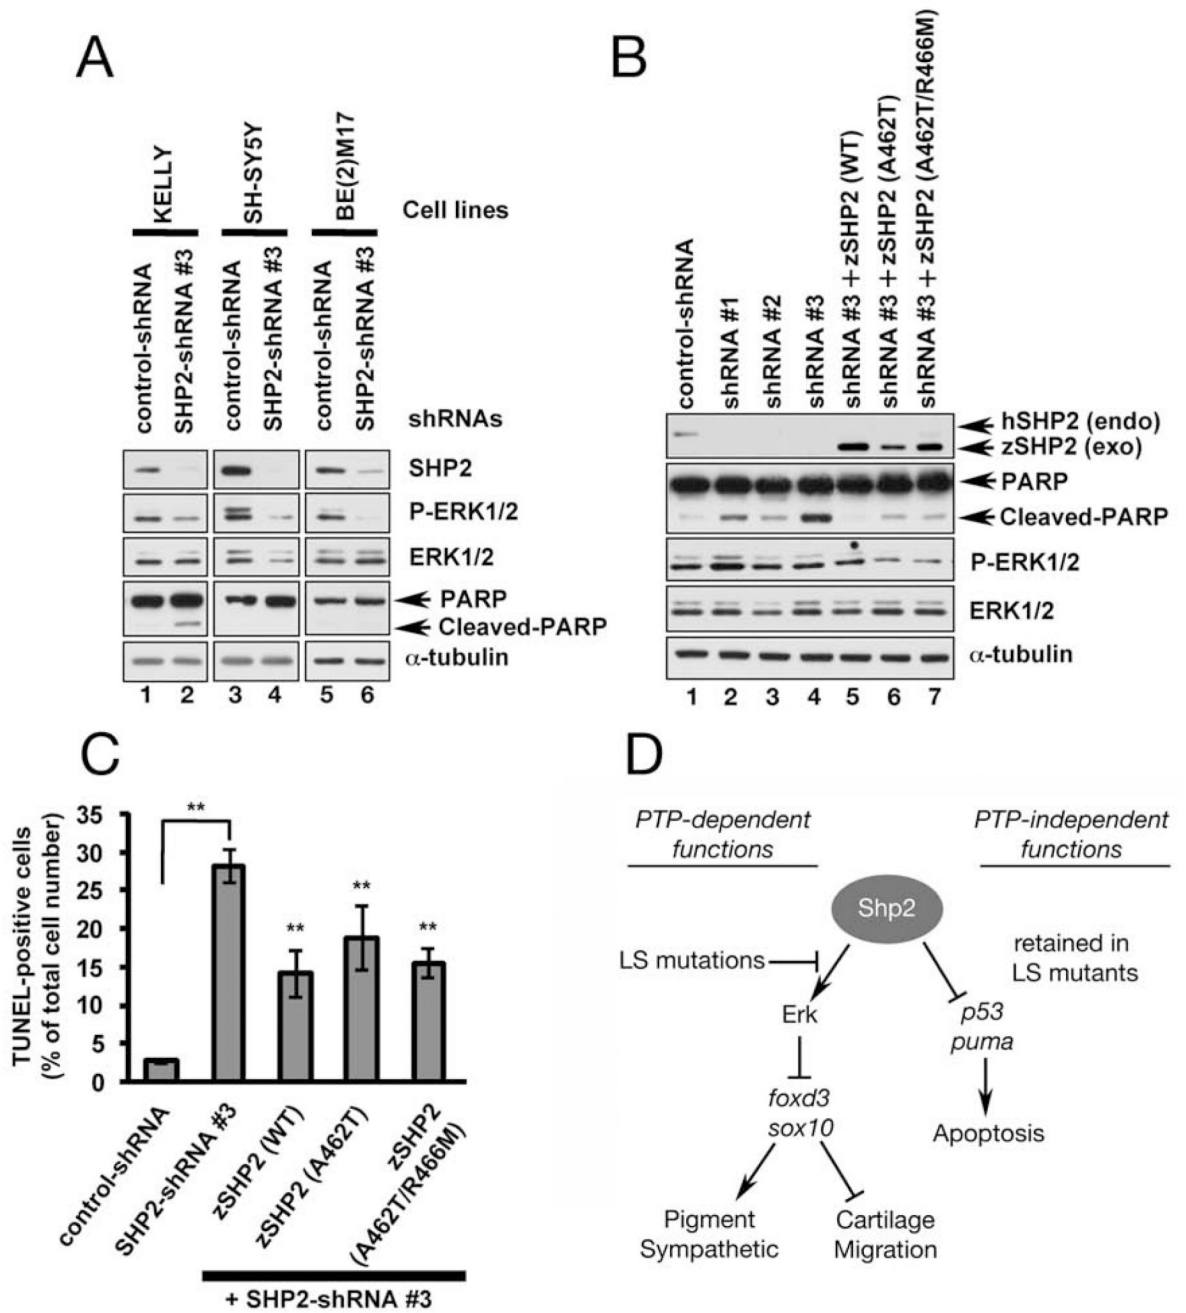 A
KELLY
SH-SY5Y
BE(2)M17
Cell lines
control-shRNA
SHP2-shRNA #3
control-shRNA
SHP2-shRNA #3
control-shRNA
SHP2-shRNA #3
shRNAs
SHP2
P-ERK1/2
ERK1/2
PARP
Cleaved-PARP
α-tubulin
1 2 3 4 5 6
B
control-shRNA
shRNA #1
shRNA #2
shRNA #3
shRNA #3 + zSHP2 (WT)
shRNA #3 + zSHP2 (A462T)
shRNA #3 + zSHP2 (A462T/R466M)
hSHP2 (endo)
zSHP2 (exo)
PARP
Cleaved-PARP
P-ERK1/2
ERK1/2
α-tubulin
1 2 3 4 5 6 7
C
TUNEL-positive cells
(% of total cell number)
35
30
25
20
15
10
5
0
**
**
**
**
control-shRNA
SHP2-shRNA #3
zSHP2 (WT)
zSHP2 (A462T)
zSHP2
(A462T/R466M)
+ SHP2-shRNA #3
D
PTP-dependent
functions
PTP-independent
functions
Shp2
LS mutations
retained in
LS mutants
Erk
p53
puma
foxd3
sox10
Apoptosis
Pigment
Sympathetic
Cartilage
Migration